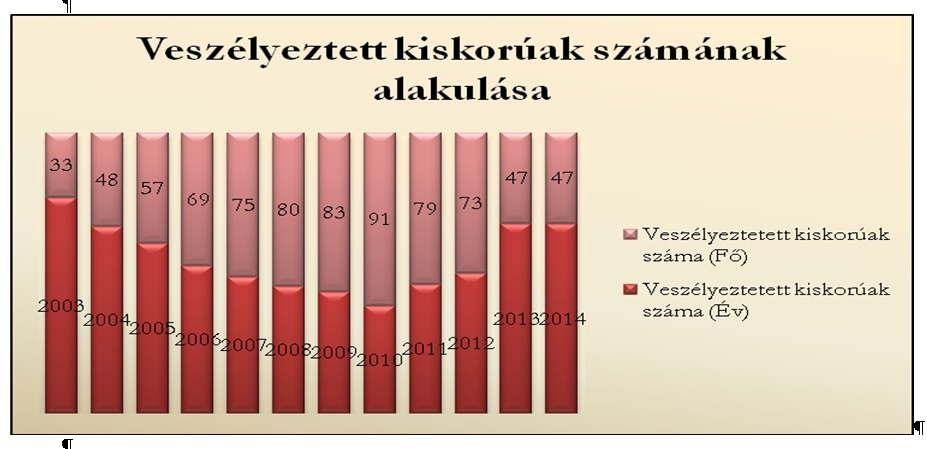 ¶
Veszélyeztett kiskorúak számának
alakulása
33 48 57 69 75 80 83 91 79 73 47 47
2003 2004 2005 2006 2007 2008 2009 2010 2011 2012 2013 2014
Veszélyeztetett kiskorúak
száma (Fő)
Veszélyeztetett kiskorúak
száma (Év)
¶
¶